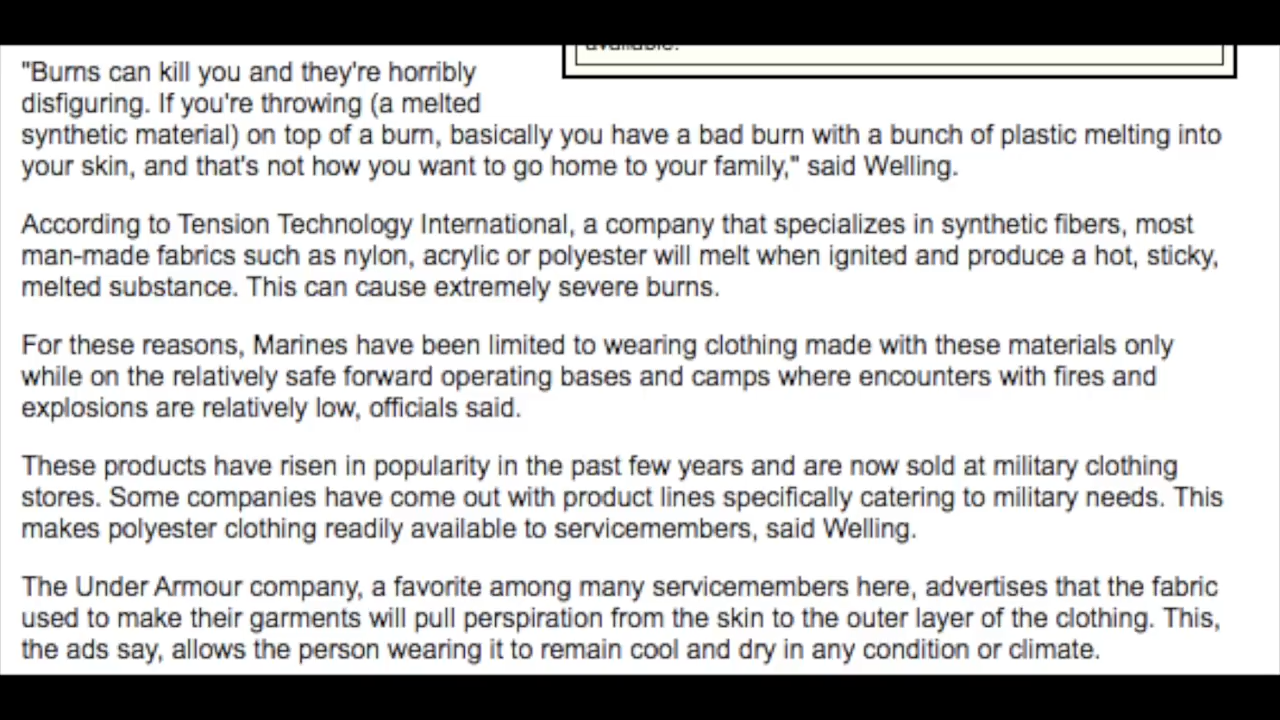 available.
"Burns can kill you and they're horribly
disfiguring. If you're throwing (a melted
synthetic material) on top of a burn, basically you have a bad burn with a bunch of plastic melting into
your skin, and that's not how you want to go home to your family," said Welling.
According to Tension Technology International, a company that specializes in synthetic fibers, most
man-made fabrics such as nylon, acrylic or polyester will melt when ignited and produce a hot, sticky,
melted substance. This can cause extremely severe burns.
For these reasons, Marines have been limited to wearing clothing made with these materials only
while on the relatively safe forward operating bases and camps where encounters with fires and
explosions are relatively low, officials said.
These products have risen in popularity in the past few years and are now sold at military clothing
stores. Some companies have come out with product lines specifically catering to military needs. This
makes polyester clothing readily available to servicemembers, said Welling.
The Under Armour company, a favorite among many servicemembers here, advertises that the fabric
used to make their garments will pull perspiration from the skin to the outer layer of the clothing. This,
the ads say, allows the person wearing it to remain cool and dry in any condition or climate.